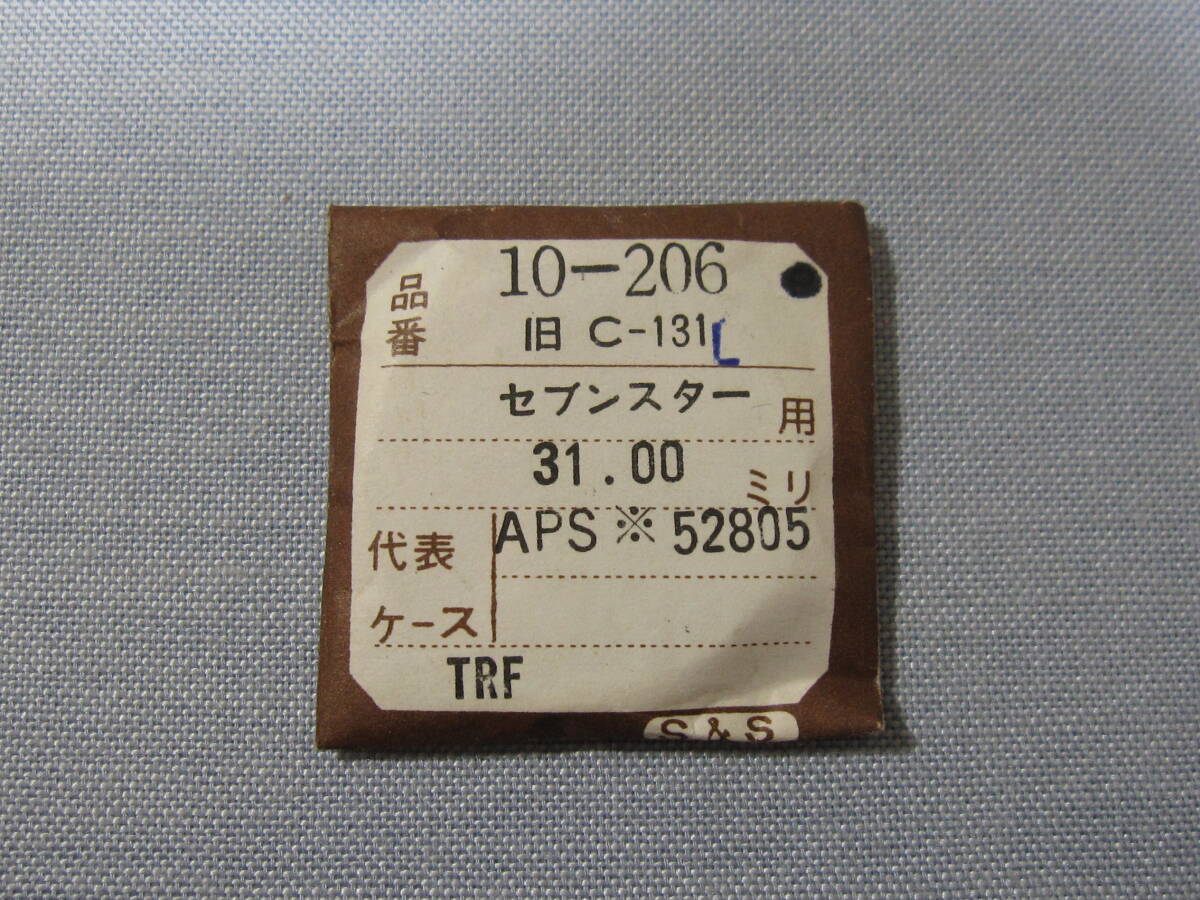 品番 10-206
旧 C-131L
セブンスター 用
31.00 ミリ
代表ケース APS※52805
TRF
S&S